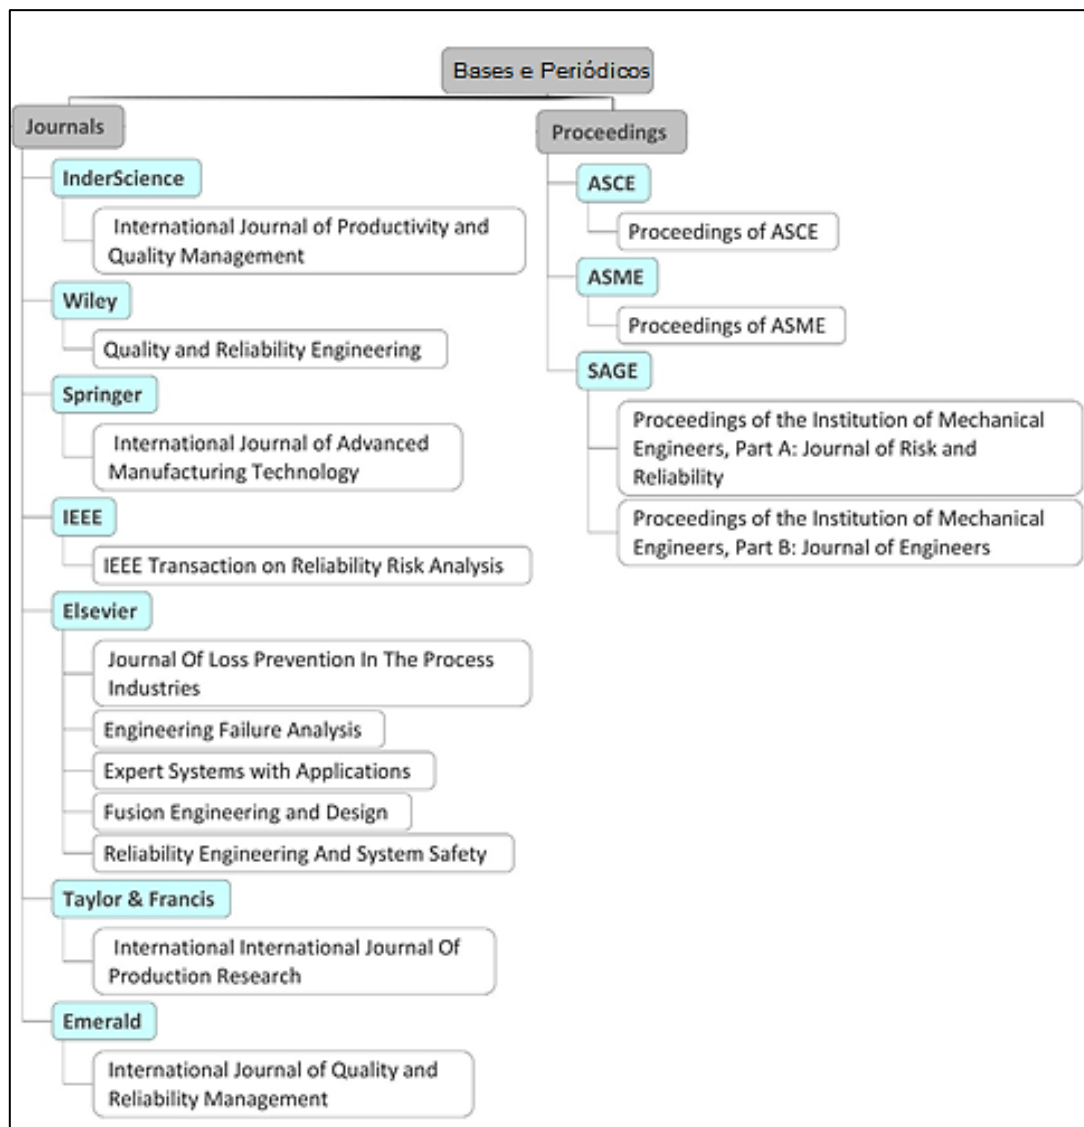 Bases e Periódicos
Journals
InderScience
International Journal of Productivity and
Quality Management
Wiley
Quality and Reliability Engineering
Springer
International Journal of Advanced
Manufacturing Technology
IEEE
IEEE Transaction on Reliability Risk Analysis
Elsevier
Journal Of Loss Prevention In The Process
Industries
Engineering Failure Analysis
Expert Systems with Applications
Fusion Engineering and Design
Reliability Engineering And System Safety
Taylor & Francis
International International Journal Of
Production Research
Emerald
International Journal of Quality and
Reliability Management
Proceedings
ASCE
Proceedings of ASCE
ASME
Proceedings of ASME
SAGE
Proceedings of the Institution of Mechanical
Engineers, Part A: Journal of Risk and
Reliability
Proceedings of the Institution of Mechanical
Engineers, Part B: Journal of Engineers